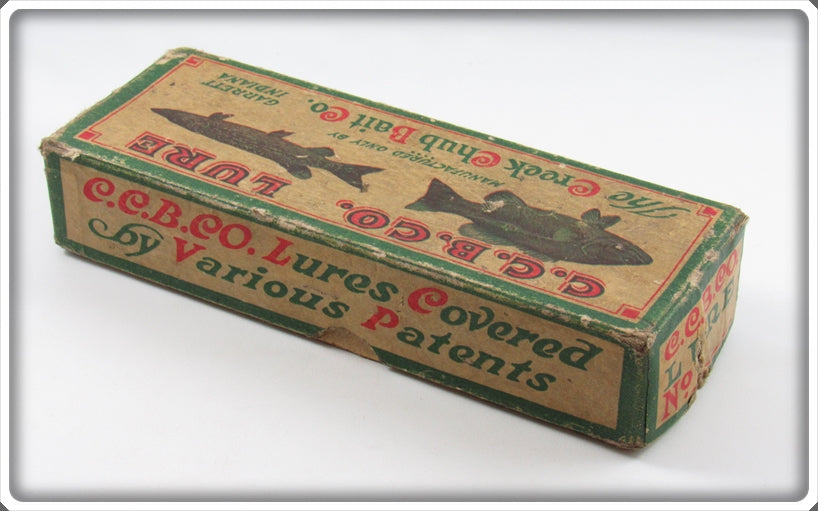 C.C.B.CO. LURE
The Creek Chub Bait Co.
MANUFACTURED ONLY BY
GARRETT
INDIANA
C.C.B.CO. Lures Covered
by Various Patents
C.C.B.CO.
LURE
No.